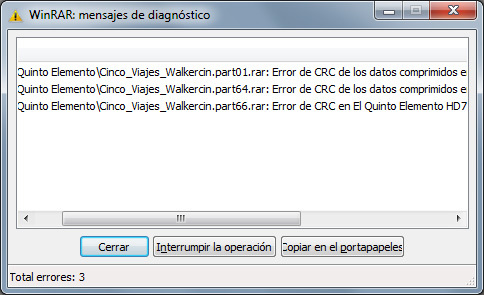 WinRAR: mensajes de diagnóstico
Quinto Elemento\Cinco_Viajes_Walkercin.part01.rar: Error de CRC de los datos comprimidos e
Quinto Elemento\Cinco_Viajes_Walkercin.part64.rar: Error de CRC de los datos comprimidos e
Quinto Elemento\Cinco_Viajes_Walkercin.part66.rar: Error de CRC en El Quinto Elemento HD7
Cerrar
Interrumpir la operación
Copiar en el portapapeles
Total errores: 3